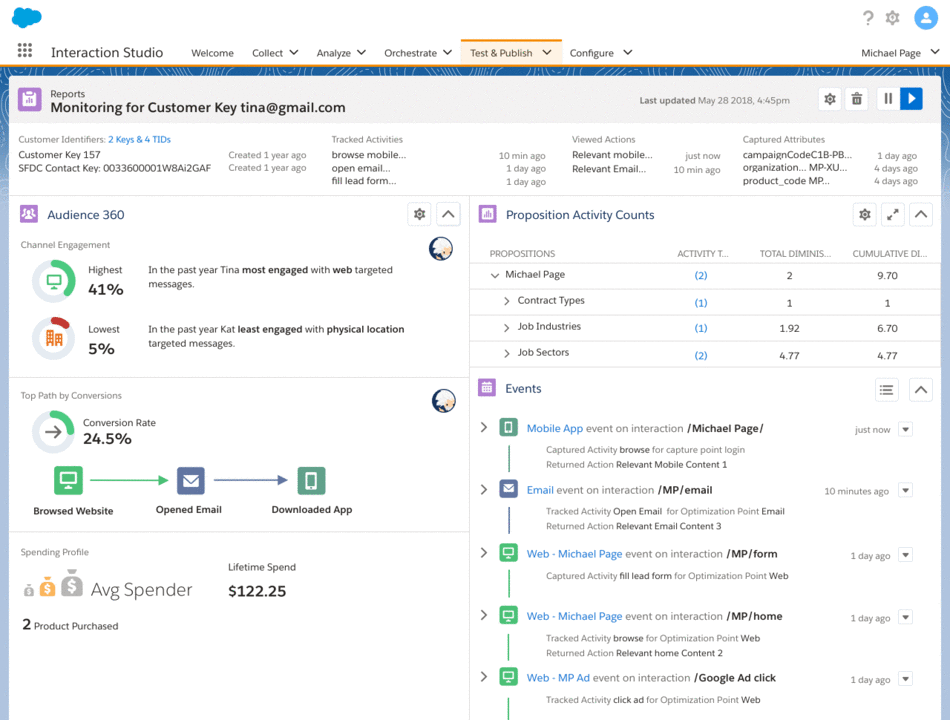 Interaction Studio
Welcome
Collect
Analyze
Orchestrate
Test & Publish
Configure
Michael Page
Reports
Monitoring for Customer Key tina@gmail.com
Last updated May 28 2018, 4:45pm
Customer Identifiers: 2 Keys & 4 TIDs
Customer Key 157 Created 1 year ago
SFDC Contact Key: 0033600001W8Ai2GAF Created 1 year ago
Tracked Activities
browse mobile... 10 min ago
open email... 1 day ago
fill lead form... 1 day ago
Viewed Actions
Relevant mobile... just now
Relevant Email... 10 min ago
Captured Attributes
campaignCodeC1B-PB... 1 day ago
organization... MP-XU... 4 days ago
product_code MP... 4 days ago
Audience 360
Channel Engagement
Highest
41%
In the past year Tina most engaged with web targeted
messages.
Lowest
5%
In the past year Kat least engaged with physical location
targeted messages.
Top Path by Conversions
Conversion Rate
24.5%
Browsed Website
Opened Email
Downloaded App
Spending Profile
Avg Spender
Lifetime Spend
$122.25
2 Product Purchased
Proposition Activity Counts
PROPOSITIONS ACTIVITY T... TOTAL DIMINIS... CUMULATIVE DI...
Michael Page (2) 2 9.70
Contract Types (1) 1 1
Job Industries (1) 1.92 6.70
Job Sectors (2) 4.77 4.77
Events
Mobile App event on interaction /Michael Page/ just now
Captured Activity browse for capture point login
Returned Action Relevant Mobile Content 1
Email event on interaction /MP/email 10 minutes ago
Tracked Activity Open Email for Optimization Point Email
Returned Action Relevant Email Content 3
Web - Michael Page event on interaction /MP/form 1 day ago
Captured Activity fill lead form for Optimization Point Web
Web - Michael Page event on interaction /MP/home 1 day ago
Tracked Activity browse for Optimization Point Web
Returned Action Relevant home Content 2
Web - MP Ad event on interaction /Google Ad click 1 day ago
Tracked Activity click ad for Optimization Point Web